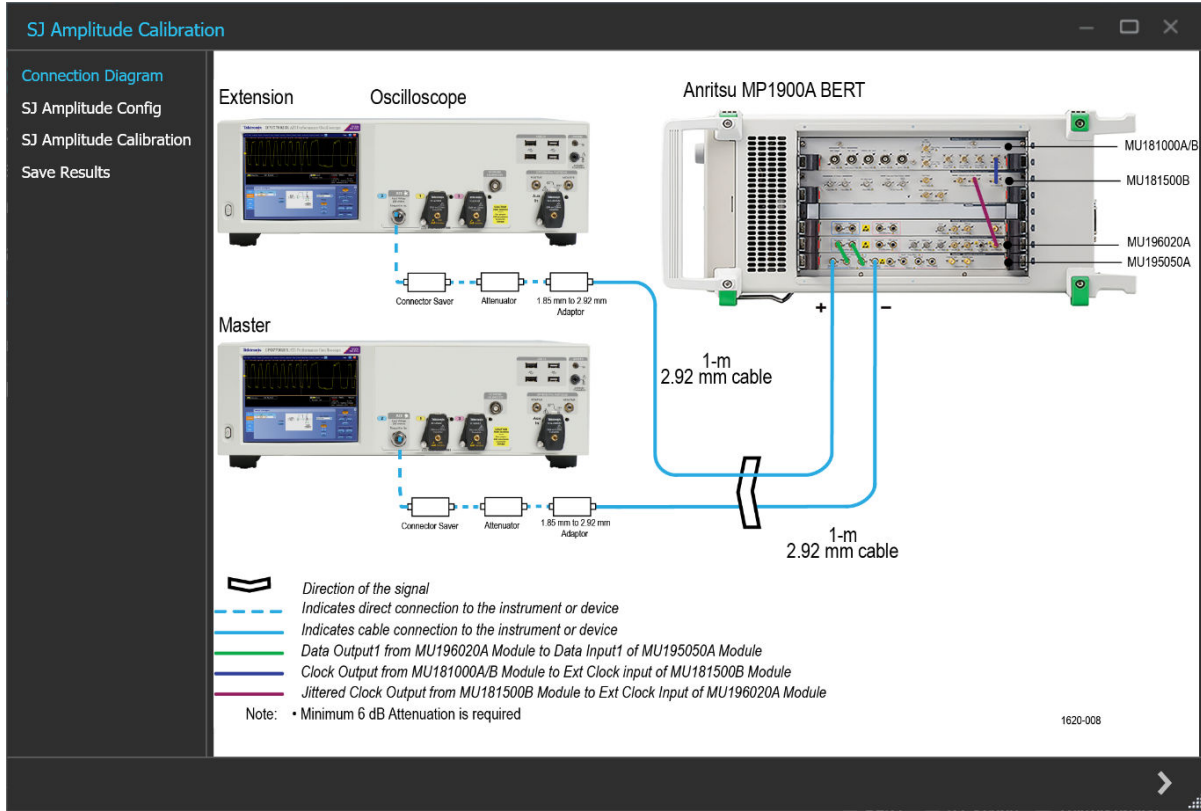 SJ Amplitude Calibration
Connection Diagram
SJ Amplitude Config
SJ Amplitude Calibration
Save Results
Extension
Oscilloscope
Anritsu MP1900A BERT
MU181000A/B
MU181500B
MU196020A
MU195050A
Connector Saver
Attenuator
1.85 mm to 2.92 mm
Adaptor
+
–
Master
1-m
2.92 mm cable
Connector Saver
Attenuator
1.85 mm to 2.92 mm
Adaptor
1-m
2.92 mm cable
Direction of the signal
Indicates direct connection to the instrument or device
Indicates cable connection to the instrument or device
Data Output1 from MU196020A Module to Data Input1 of MU195050A Module
Clock Output from MU181000A/B Module to Ext Clock input of MU181500B Module
Jittered Clock Output from MU181500B Module to Ext Clock Input of MU196020A Module
Note: • Minimum 6 dB Attenuation is required
1620-008